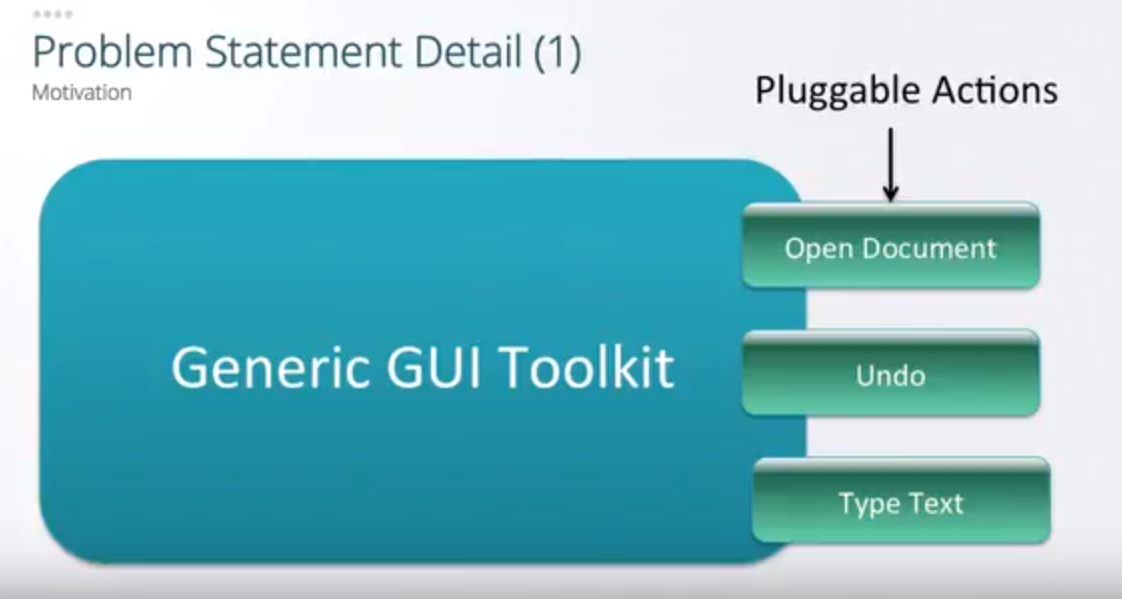 Problem Statement Detail (1)
Motivation
Pluggable Actions
Open Document
Generic GUI Toolkit
Undo
Type Text